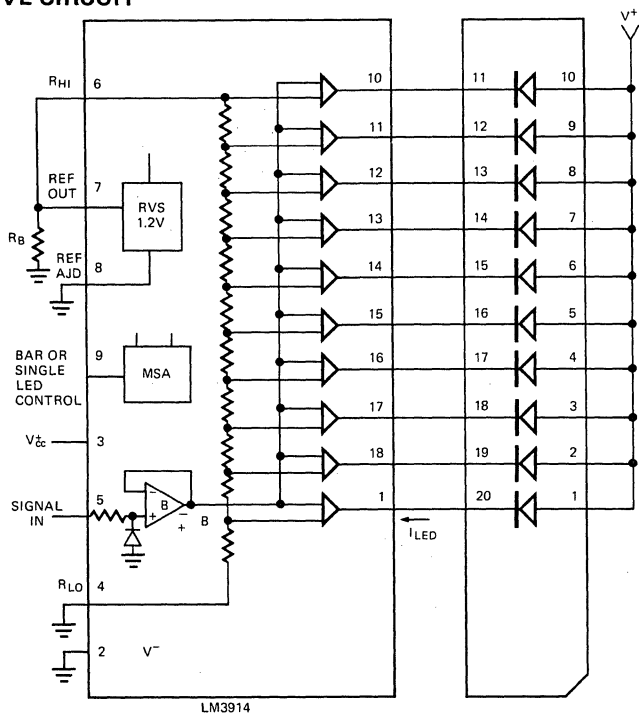 VE CIRCUIT
V+
RHI 6
10 11 10
11 12 9
REF OUT 7
12 13 8
RVS 1.2V
13 14 7
RB
REF AJD 8
14 15 6
15 16 5
BAR OR SINGLE LED CONTROL 9
MSA
16 17 4
17 18 3
V±cc 3
18 19 2
SIGNAL IN 5
− + B − + B
1 20 1
ILED
RLO 4
2 V−
LM3914